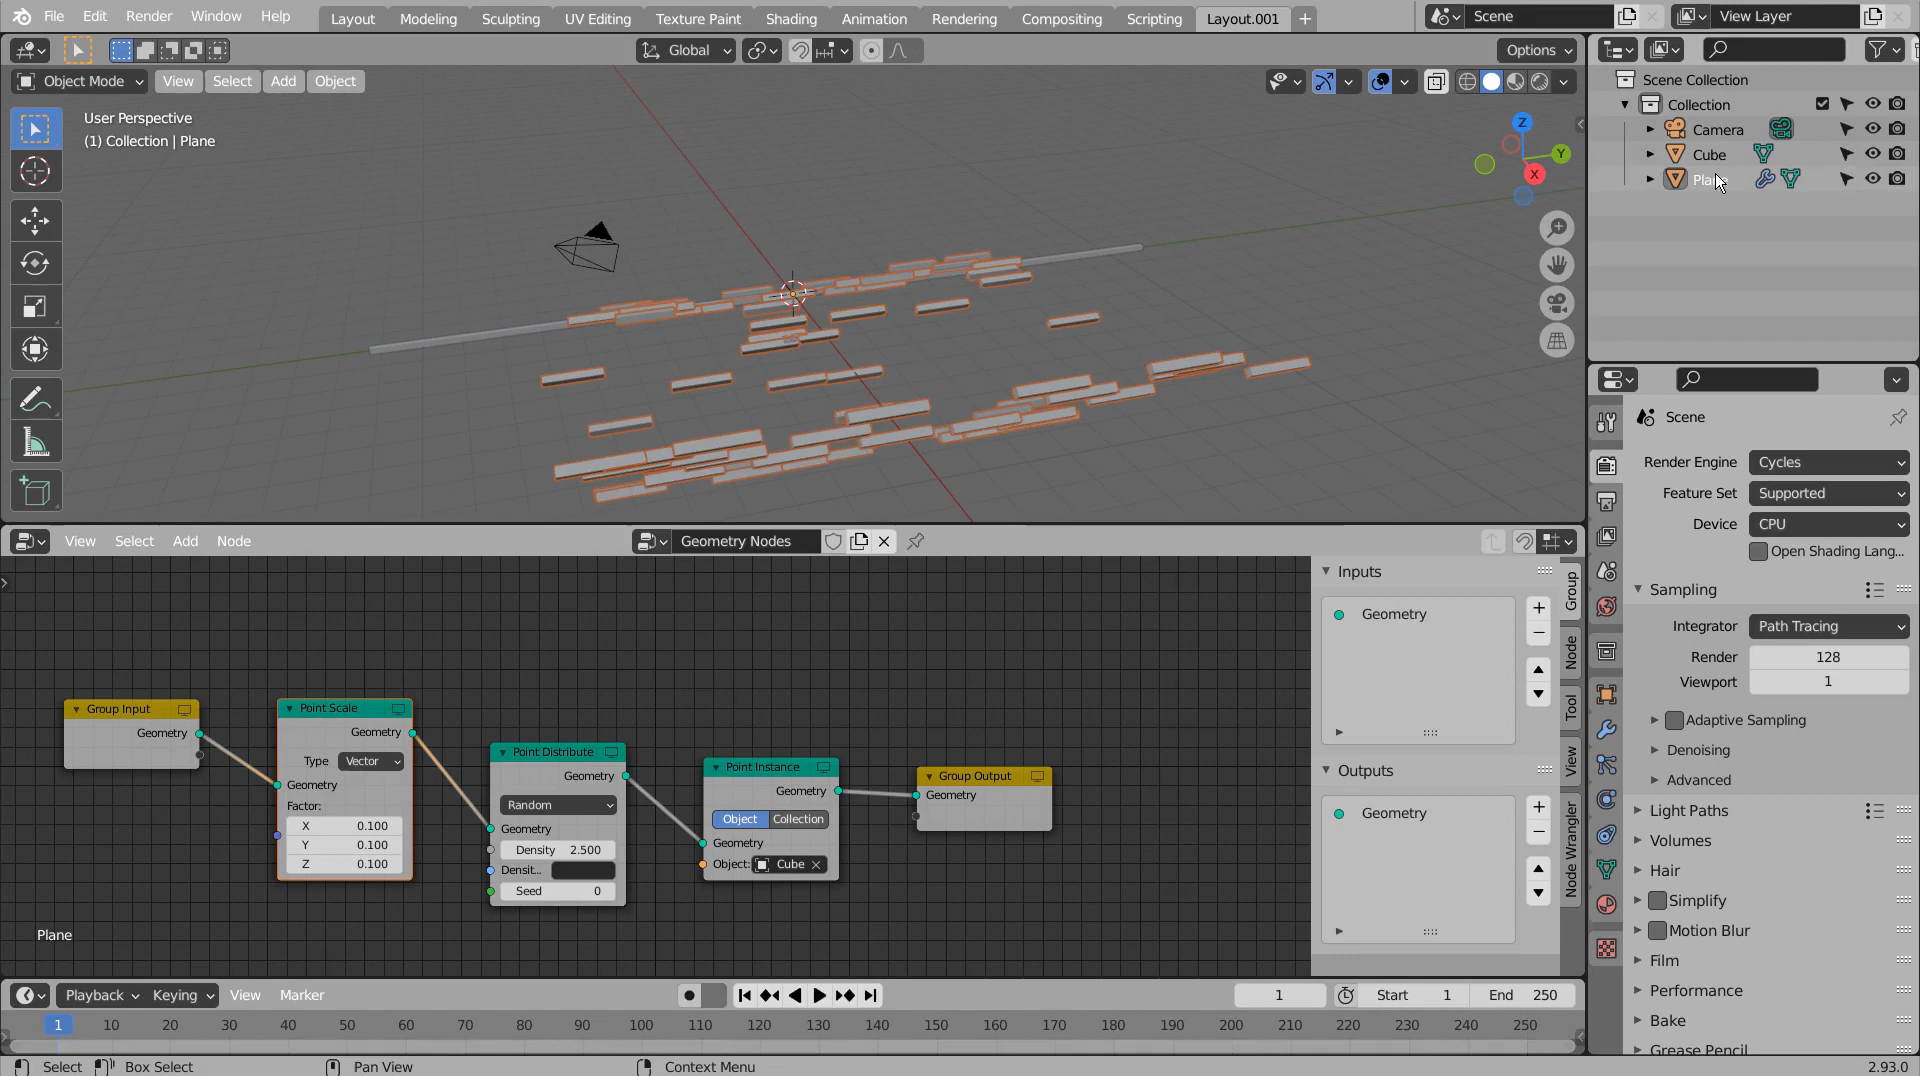 File Edit Render Window Help Layout Modeling Sculpting UV Editing Texture Paint Shading Animation Rendering Compositing Scripting Layout.001 + Scene View Layer
Global Options
Object Mode View Select Add Object
User Perspective
(1) Collection | Plane
Z
Y
X
Scene Collection
Collection
Camera
Cube
Scene
Render Engine Cycles
Feature Set Supported
Device CPU
Open Shading Lang...
Sampling
Integrator Path Tracing
Render 128
Viewport 1
Adaptive Sampling
Denoising
Advanced
Light Paths
Volumes
Hair
Simplify
Motion Blur
Film
Performance
Bake
Grease Pencil
View Select Add Node Geometry Nodes
Group Input
Geometry
Point Scale
Geometry
Type Vector
Geometry
Factor:
X 0.100
Y 0.100
Z 0.100
Point Distribute
Geometry
Random
Geometry
Density 2.500
Densit...
Seed 0
Point Instance
Geometry
Object Collection
Geometry
Object: Cube
Group Output
Geometry
Plane
Inputs
Geometry
Outputs
Geometry
Group
Node
Tool
View
Node Wrangler
Playback Keying View Marker 1 Start 1 End 250
1 10 20 30 40 50 60 70 80 90 100 110 120 130 140 150 160 170 180 190 200 210 220 230 240 250
Select Box Select Pan View Context Menu 2.93.0